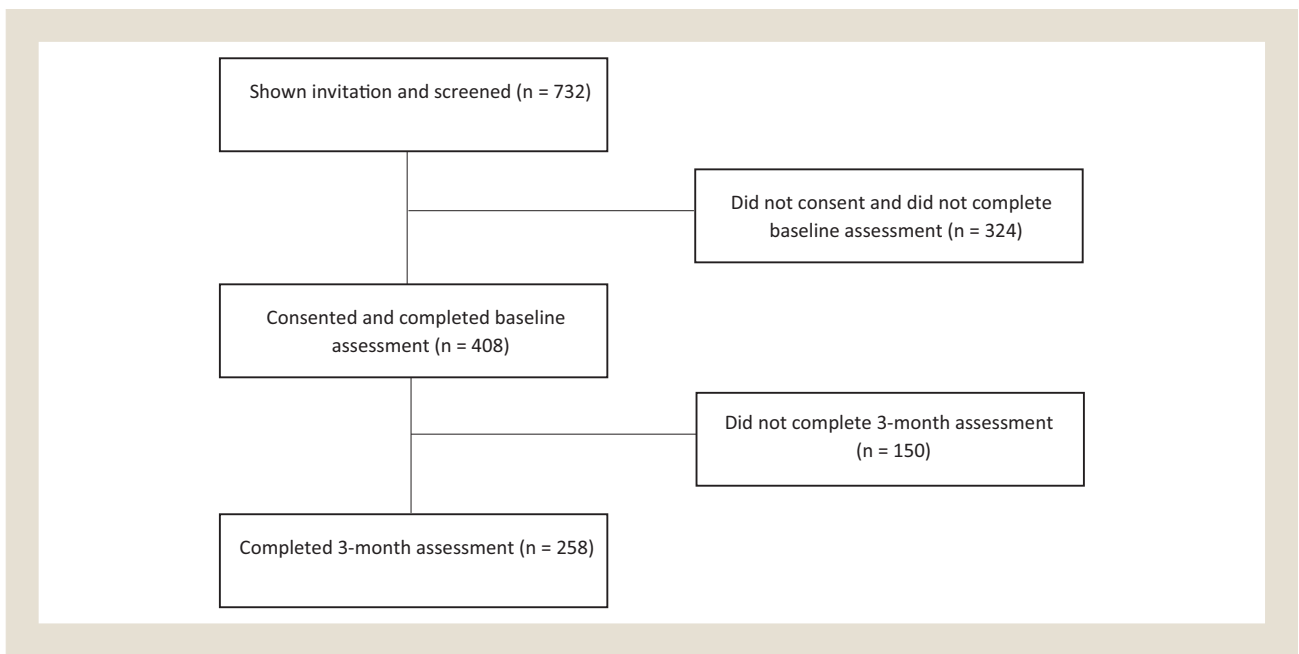 Shown invitation and screened (n = 732)
Did not consent and did not complete
baseline assessment (n = 324)
Consented and completed baseline
assessment (n = 408)
Did not complete 3-month assessment
(n = 150)
Completed 3-month assessment (n = 258)